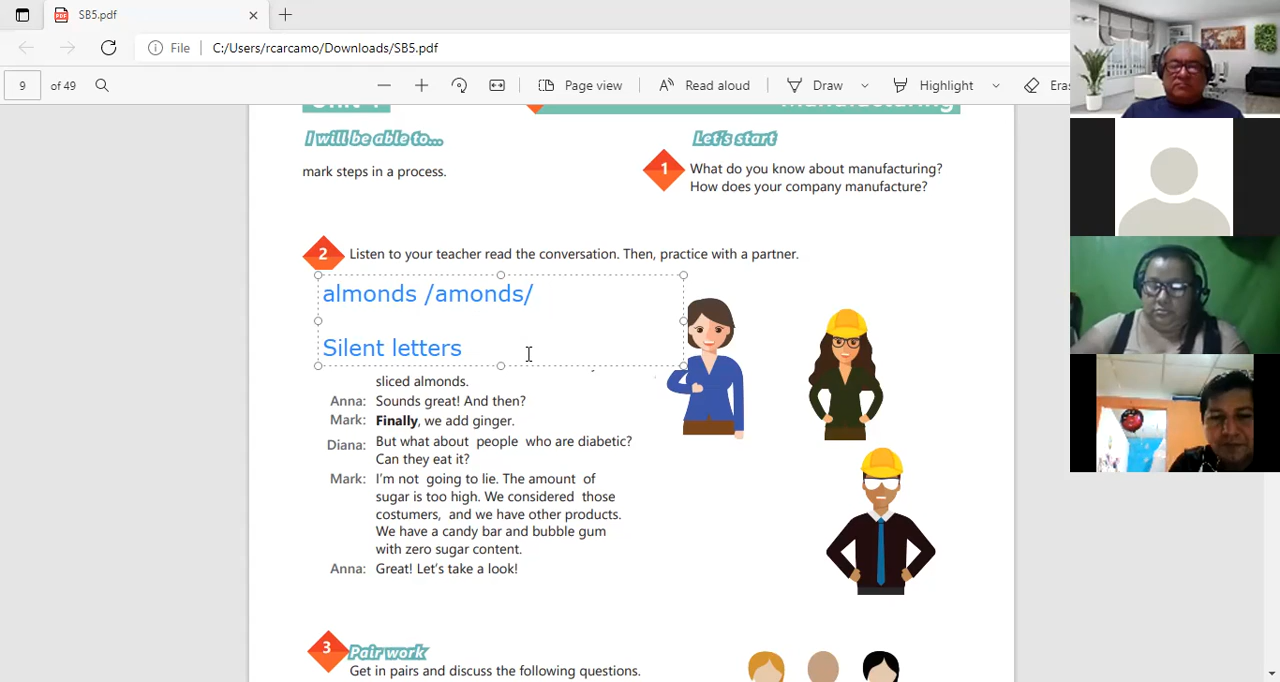 SB5.pdf
File C:/Users/rcarcamo/Downloads/SB5.pdf
9 of 49 Page view Read aloud Draw Highlight Eras
Unit 1 manufacturing
I will be able to...
mark steps in a process.
Let's start
1 What do you know about manufacturing?
How does your company manufacture?
2 Listen to your teacher read the conversation. Then, practice with a partner.
almonds /amonds/
Silent letters
sliced almonds.
Anna: Sounds great! And then?
Mark: Finally, we add ginger.
Diana: But what about people who are diabetic?
Can they eat it?
Mark: I'm not going to lie. The amount of
sugar is too high. We considered those
costumers, and we have other products.
We have a candy bar and bubble gum
with zero sugar content.
Anna: Great! Let's take a look!
3 Pair work
Get in pairs and discuss the following questions.